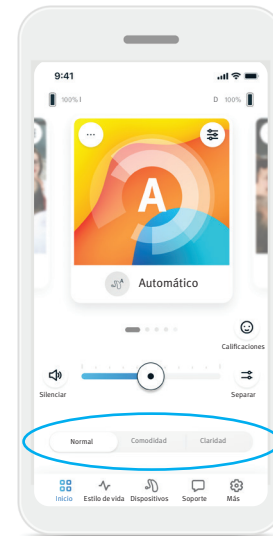 9:41
100% I
D 100%
A
Automático
Calificaciones
Silenciar
Separar
Normal Comodidad Claridad
Inicio Estilo de vida Dispositivos Soporte Más